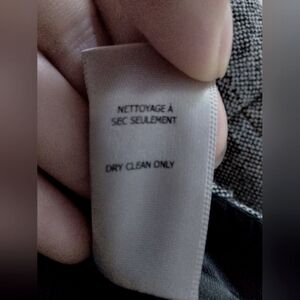 NETTOYAGE À
SEC SEULEMENT
DRY CLEAN ONLY